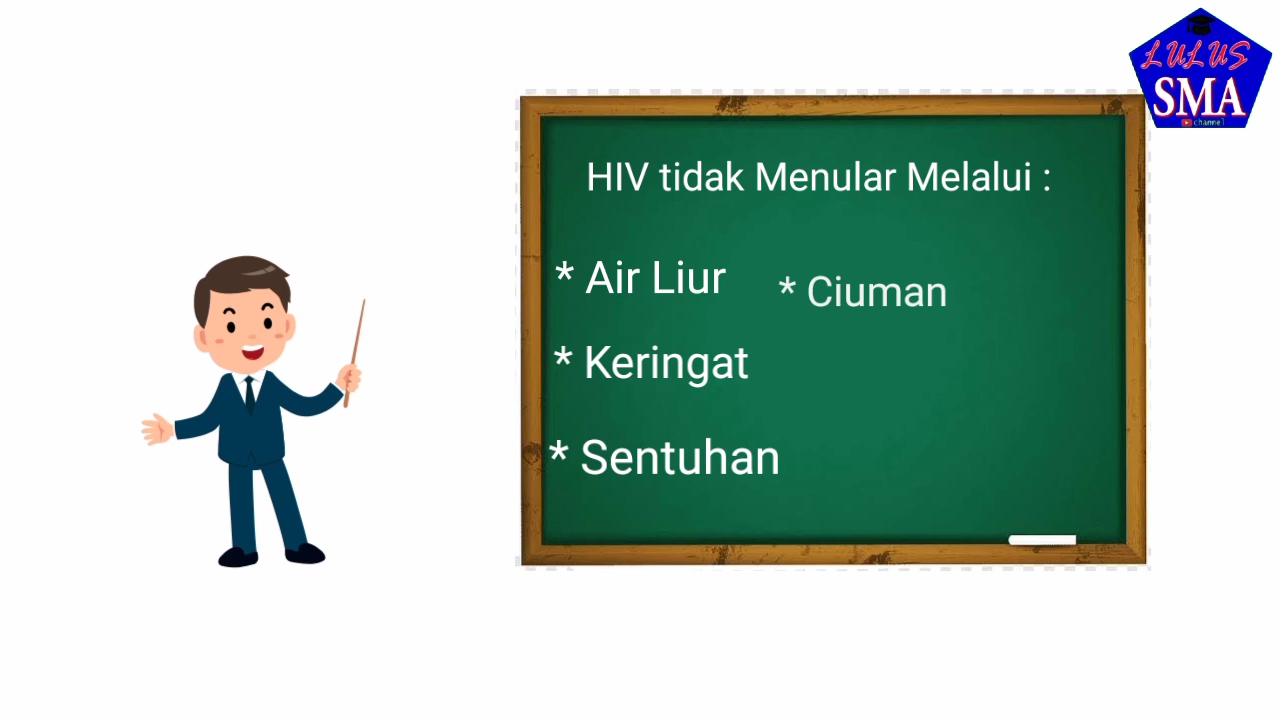 LULUS
SMA
channel
HIV tidak Menular Melalui :
* Air Liur
* Ciuman
* Keringat
* Sentuhan